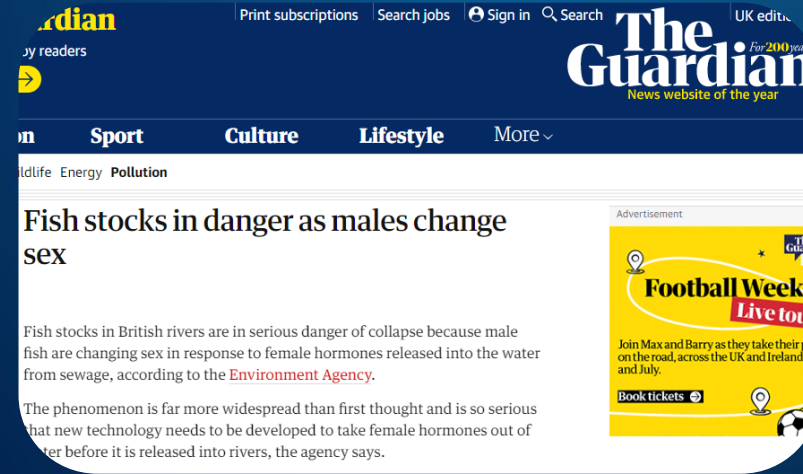 Print subscriptions Search jobs Sign in Search UK
by readers
The
Guardian
For 200
News website of the year
Sport Culture Lifestyle More
Energy Pollution
Fish stocks in danger as males change
sex
Fish stocks in British rivers are in serious danger of collapse because male
fish are changing sex in response to female hormones released into the water
from sewage, according to the Environment Agency.
The phenomenon is far more widespread than first thought and is so serious
that new technology needs to be developed to take female hormones out of
before it is released into rivers, the agency says.
Advertisement
Football
Live
Join Max and Barry as they take their
on the road, across the UK and Ireland
and July.
Book tickets